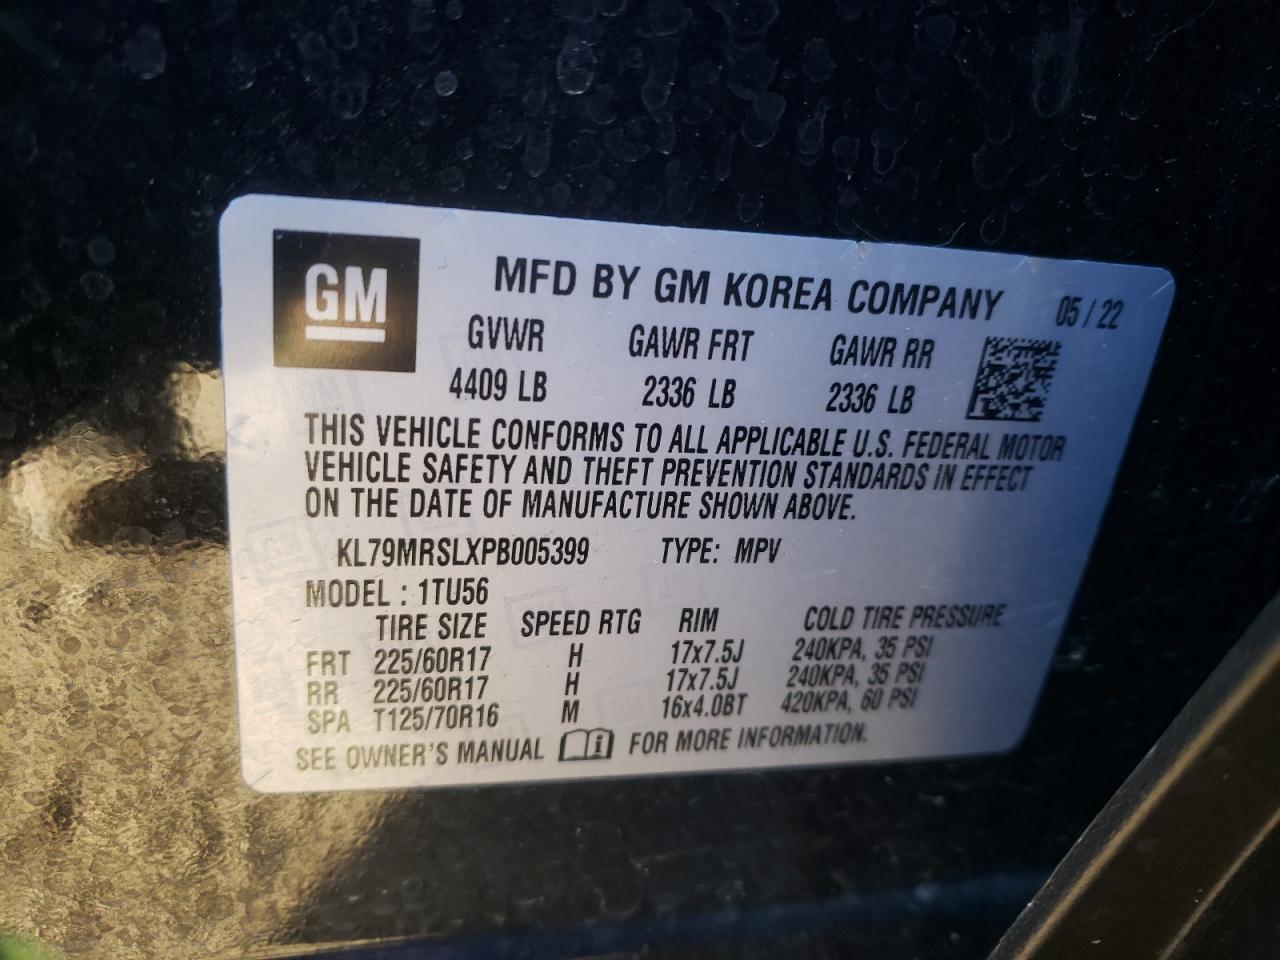 GM
MFD BY GM KOREA COMPANY 05 / 22
GVWR GAWR FRT GAWR RR
4409 LB 2336 LB 2336 LB
THIS VEHICLE CONFORMS TO ALL APPLICABLE U.S. FEDERAL MOTOR
VEHICLE SAFETY AND THEFT PREVENTION STANDARDS IN EFFECT
ON THE DATE OF MANUFACTURE SHOWN ABOVE.
KL79MRSLXPB005399 TYPE: MPV
MODEL : 1TU56
TIRE SIZE SPEED RTG RIM COLD TIRE PRESSURE
FRT 225/60R17 H 17x7.5J 240KPA, 35 PSI
RR 225/60R17 H 17x7.5J 240KPA, 35 PSI
SPA T125/70R16 M 16x4.0BT 420KPA, 60 PSI
SEE OWNER'S MANUAL i FOR MORE INFORMATION.